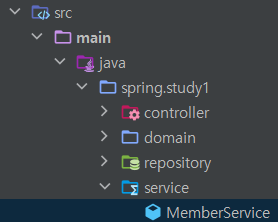 src
main
java
spring.study1
controller
domain
repository
service
MemberService